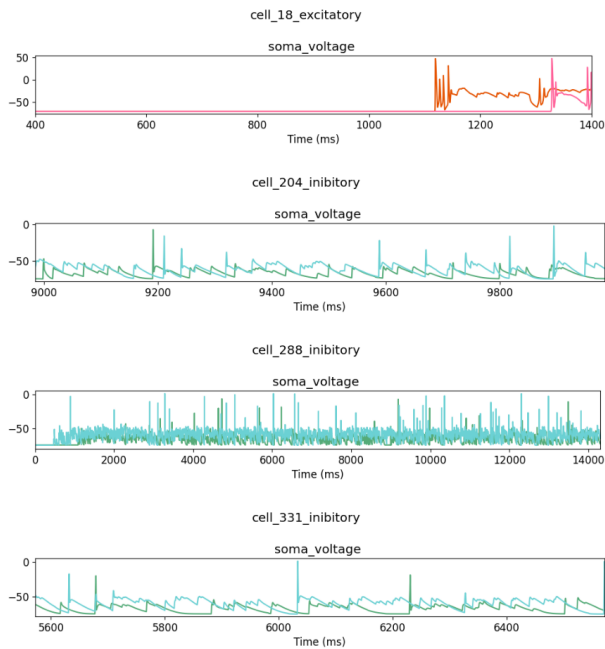 cell_18_excitatory
soma_voltage
50
0
−50
400 600 800 1000 1200 1400
Time (ms)
cell_204_inibitory
soma_voltage
0
−50
9000 9200 9400 9600 9800
Time (ms)
cell_288_inibitory
soma_voltage
0
−50
0 2000 4000 6000 8000 10000 12000 14000
Time (ms)
cell_331_inibitory
soma_voltage
0
−50
5600 5800 6000 6200 6400
Time (ms)